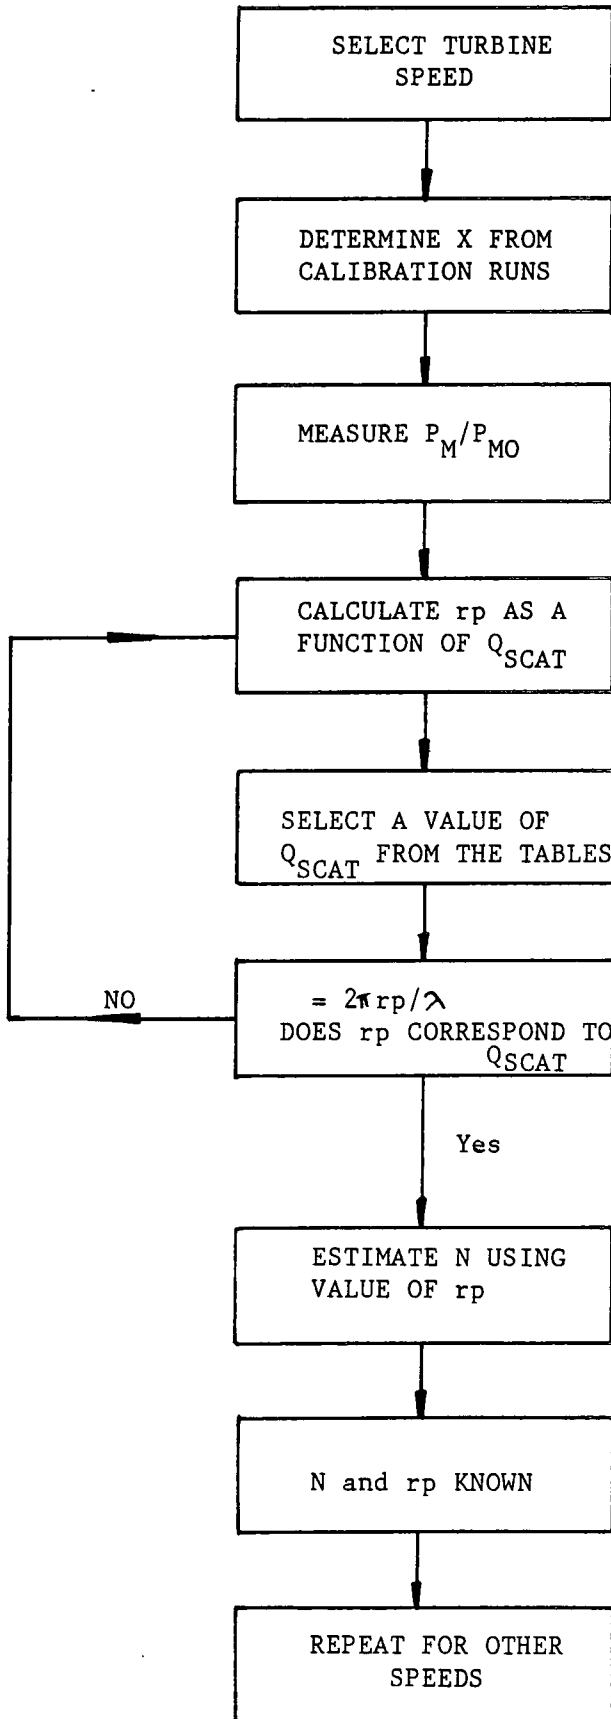 SELECT TURBINE
SPEED
DETERMINE X FROM
CALIBRATION RUNS
MEASURE P_M/P_MO
CALCULATE rp AS A
FUNCTION OF Q_SCAT
SELECT A VALUE OF
Q_SCAT FROM THE TABLES
NO
= 2πrp/λ
DOES rp CORRESPOND TO
Q_SCAT
Yes
ESTIMATE N USING
VALUE OF rp
N and rp KNOWN
REPEAT FOR OTHER
SPEEDS